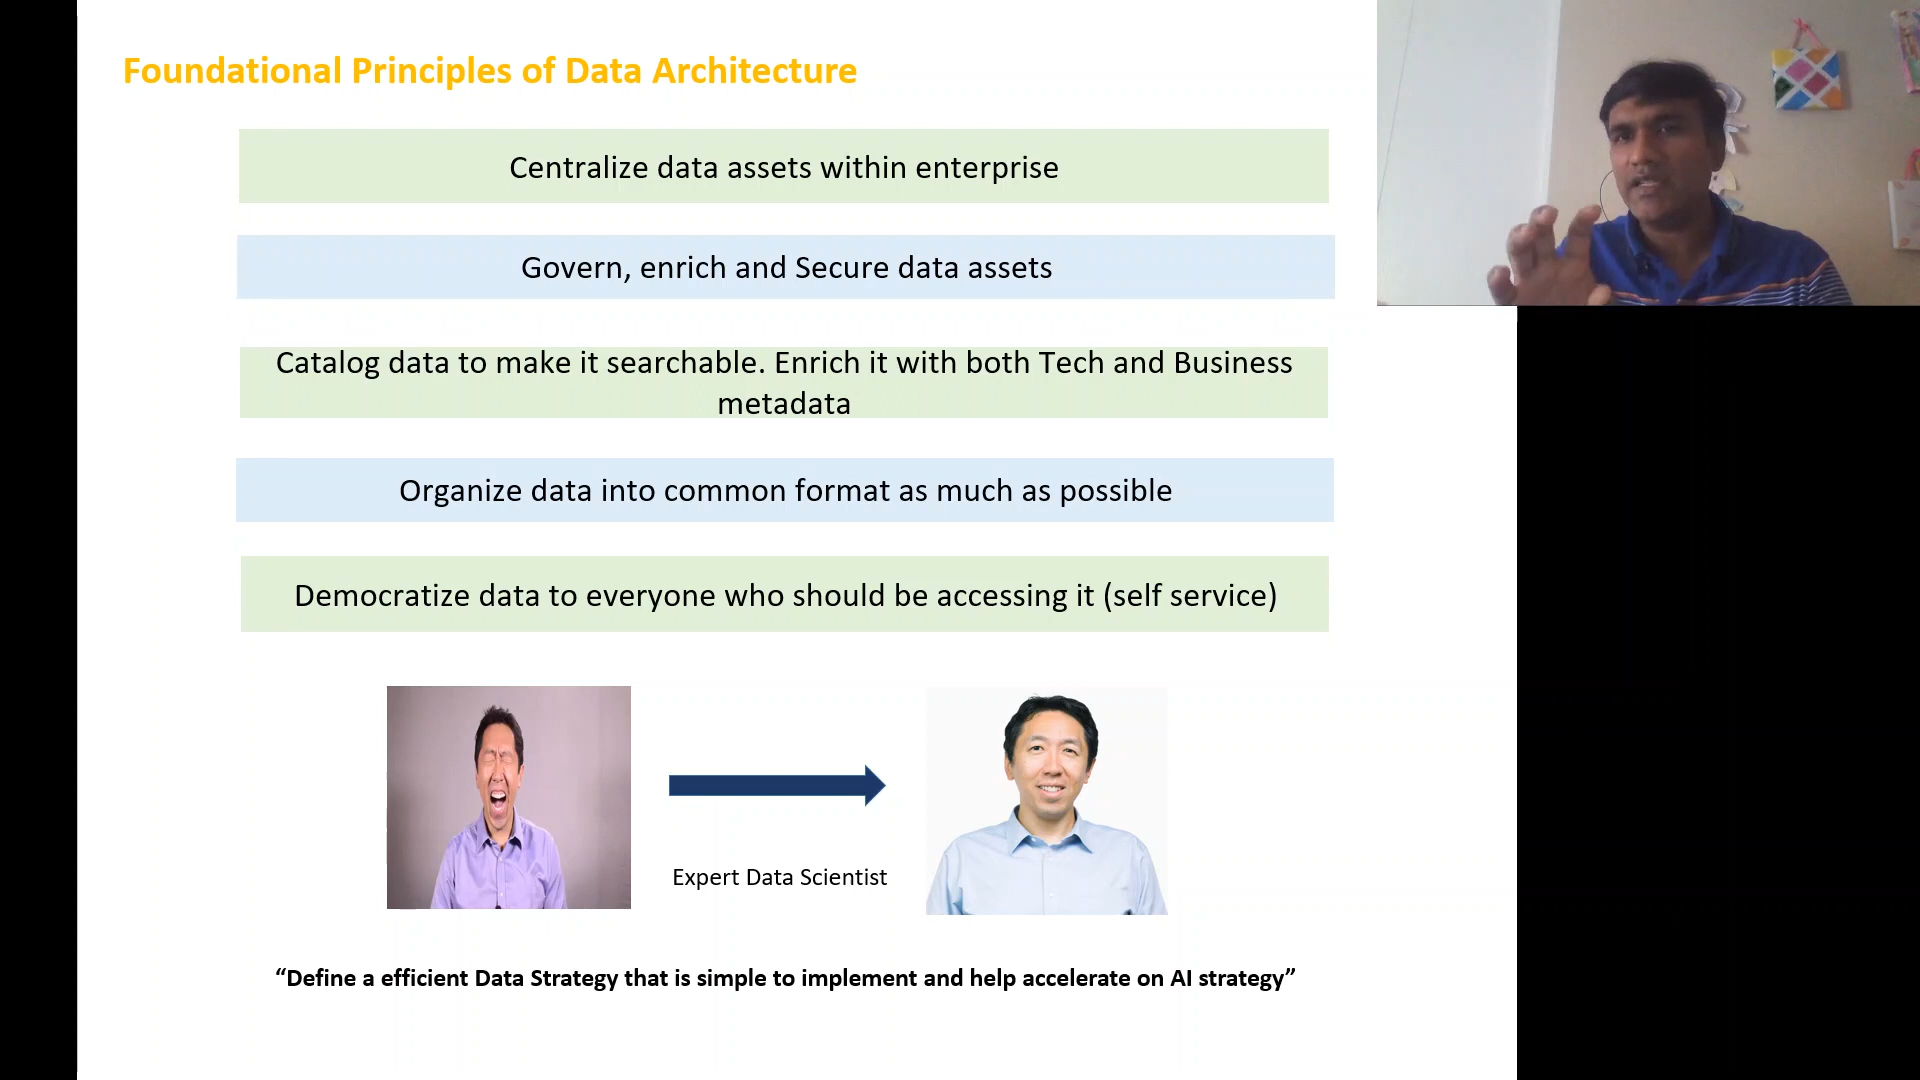 Foundational Principles of Data Architecture
Centralize data assets within enterprise
Govern, enrich and Secure data assets
Catalog data to make it searchable. Enrich it with both Tech and Business
metadata
Organize data into common format as much as possible
Democratize data to everyone who should be accessing it (self service)
Expert Data Scientist
“Define a efficient Data Strategy that is simple to implement and help accelerate on AI strategy”